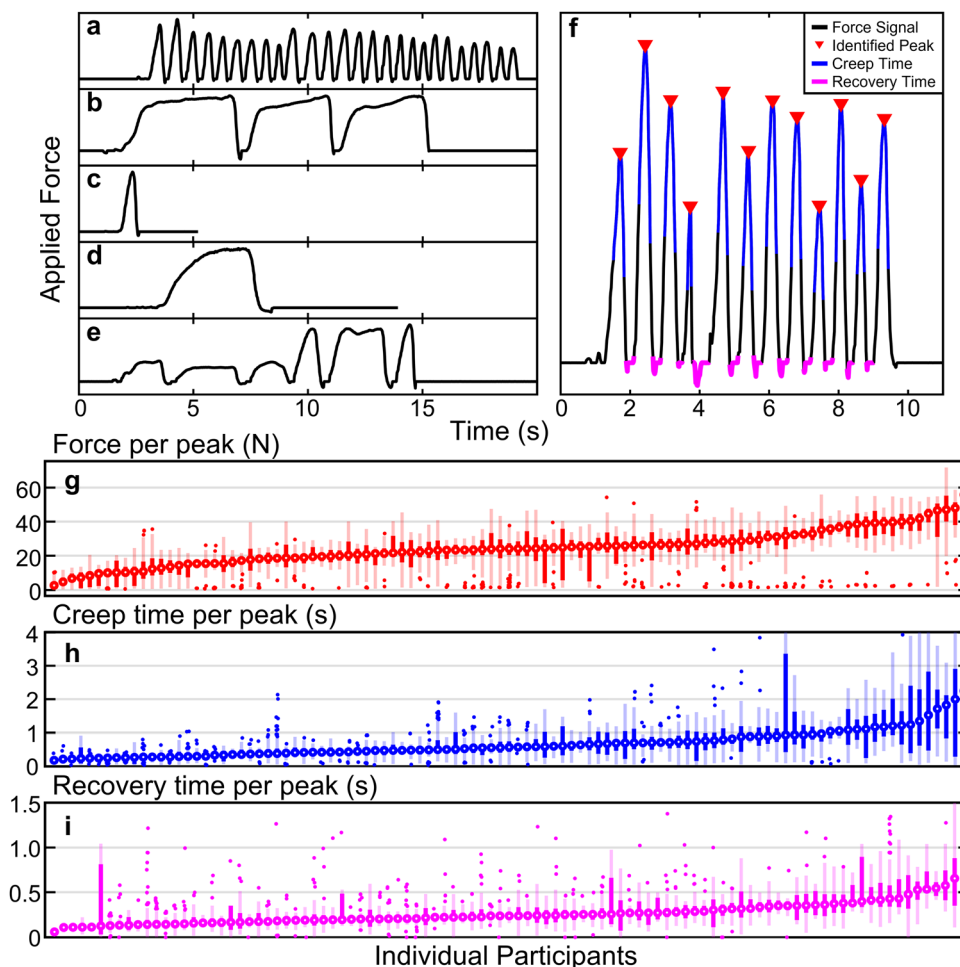 a
b
c
d
e
Applied Force
0 5 10 15
f
Force Signal
Identified Peak
Creep Time
Recovery Time
0 2 4 6 8 10
Time (s)
Force per peak (N)
g
60
40
20
0
Creep time per peak (s)
h
4
3
2
1
0
Recovery time per peak (s)
i
1.5
1.0
0.5
0
Individual Participants